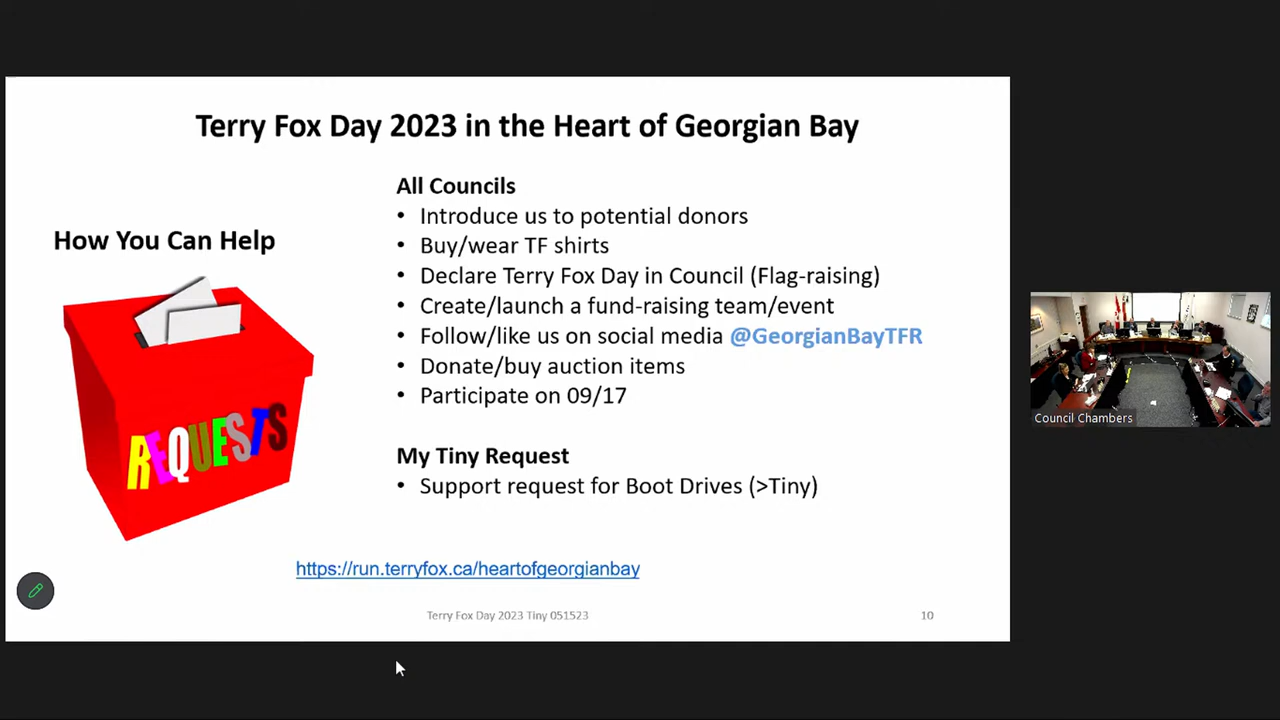 Terry Fox Day 2023 in the Heart of Georgian Bay
How You Can Help
REQUESTS
All Councils
• Introduce us to potential donors
• Buy/wear TF shirts
• Declare Terry Fox Day in Council (Flag-raising)
• Create/launch a fund-raising team/event
• Follow/like us on social media @GeorgianBayTFR
• Donate/buy auction items
• Participate on 09/17
My Tiny Request
• Support request for Boot Drives (>Tiny)
https://run.terryfox.ca/heartofgeorgianbay
Terry Fox Day 2023 Tiny 051523
10
Council Chambers